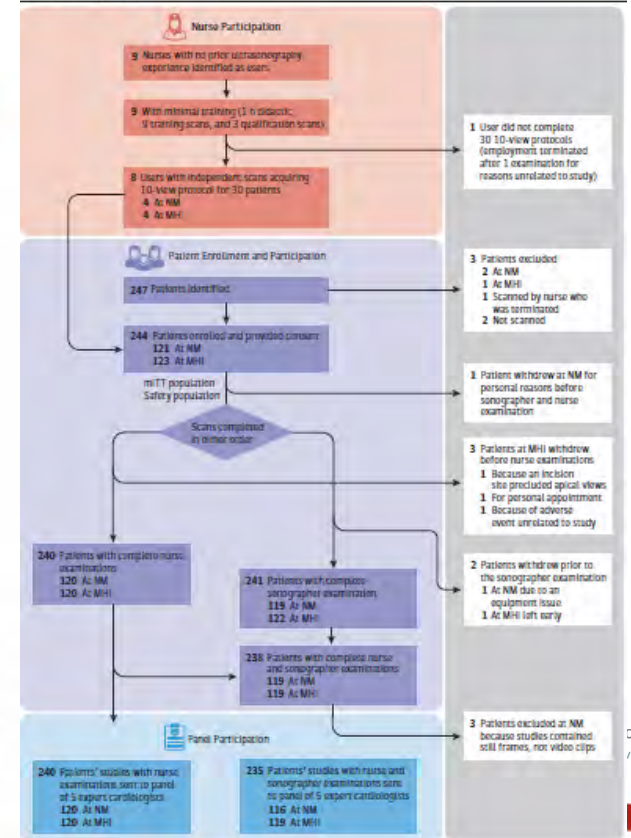 Nurse Participation
9 Nurses with no prior ultrasonography
experience identified as users
9 With minimal training (1-h didactic,
9 training scans, and 3 qualification scans)
1 User did not complete
30 10-view protocols
(employment terminated
after 1 examination for
reasons unrelated to study)
8 Users with independent scans acquiring
10-view protocol for 30 patients
4 At NM
4 At MHI
Patient Enrollment and Participation
247 Patients identified
3 Patients excluded
2 At NM
1 At MHI
1 Scanned by nurse who
was terminated
2 Not scanned
244 Patients enrolled and provided consent
121 At NM
123 At MHI
mITT population
Safety population
1 Patient withdrew at NM for
personal reasons before
sonographer and nurse
examination
Scans completed
in either order
3 Patients at MHI withdrew
before nurse examinations
1 Because an incision
site precluded apical views
1 For personal appointment
1 Because of adverse
event unrelated to study
240 Patients with complete nurse
examinations
120 At NM
120 At MHI
241 Patients with complete
sonographer examination
119 At NM
122 At MHI
2 Patients withdrew prior to
the sonographer examination
1 At NM due to an
equipment issue
1 At MHI left early
238 Patients with complete nurse
and sonographer examinations
119 At NM
119 At MHI
3 Patients excluded at NM
because studies contained
still frames, not video clips
Panel Participation
240 Patients' studies with nurse
examinations sent to panel
of 5 expert cardiologists
120 At NM
120 At MHI
235 Patients' studies with nurse and
sonographer examinations sent
to panel of 5 expert cardiologists
116 At NM
119 At MHI